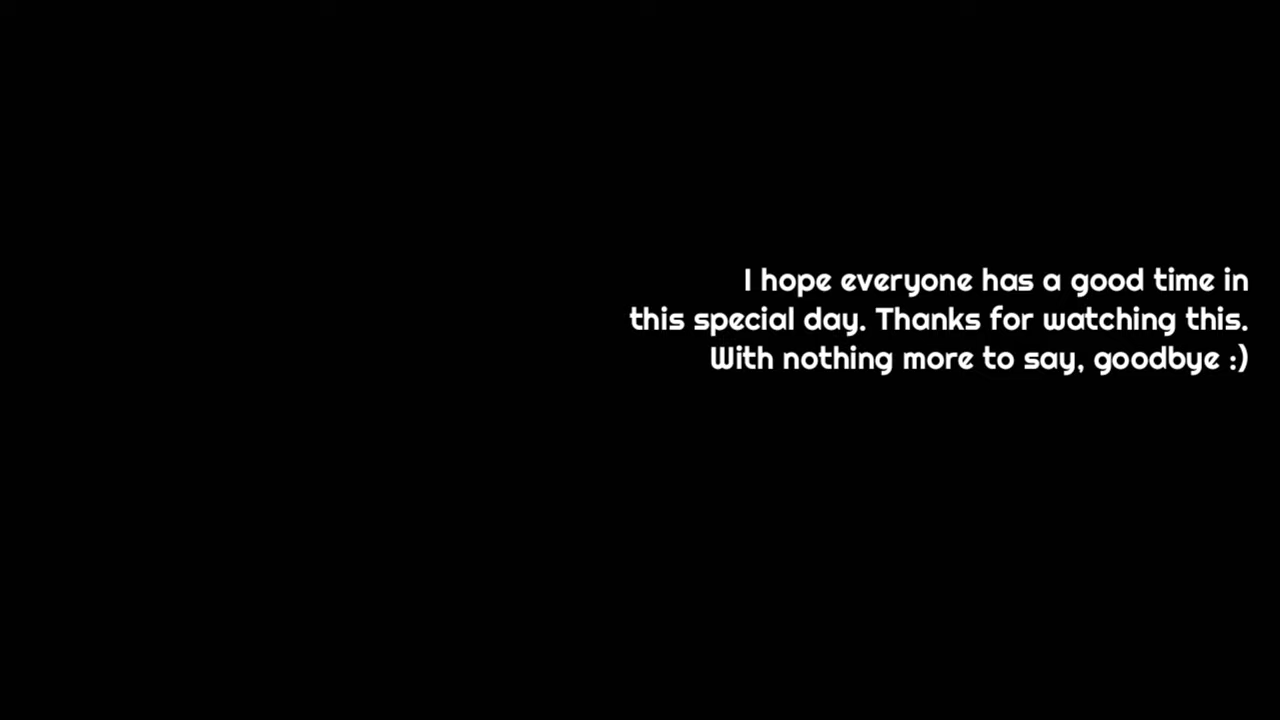 I hope everyone has a good time in
this special day. Thanks for watching this.
With nothing more to say, goodbye :)